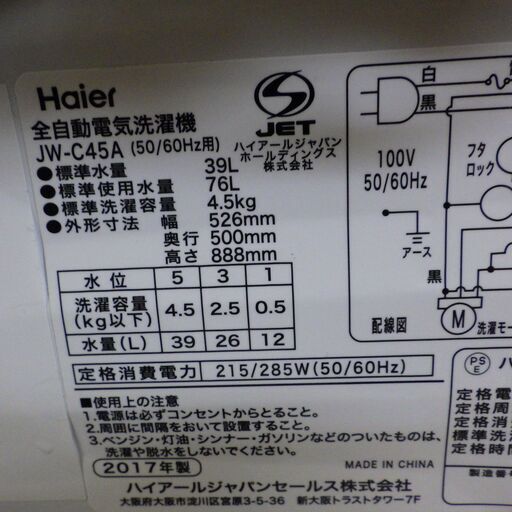 Haier
全自動電気洗濯機
JW-C45A (50/60Hz用)
S
JET
ハイアールジャパン
ホールディングス
株式会社
●標準水量 39L
●標準使用水量 76L
●標準洗濯容量 4.5kg
●外形寸法 幅 526mm
奥行 500mm
高さ 888mm
水位 5 3 1
洗濯容量(kg以下) 4.5 2.5 0.5
水量(L) 39 26 12
定格消費電力 215/285W(50/60Hz)
■使用上の注意
1.電源は必ずコンセントからとること。
2.周囲に間隔をおいて設置すること。
3.ベンジン・灯油・シンナー・ガソリンなどのついたものは、
洗濯や脱水をしないでください。
2017年製
MADE IN CHINA
ハイアールジャパンセールス株式会社
大阪府大阪市淀川区宮原3-5-36 新大阪トラストタワー7F
白
黒
100V
50/60Hz
フタ
ロック
アース
黒
配線図
M
洗濯モー
PS
E
ハ
定格電
定格周
定格消
標準洗
定格時
製造番